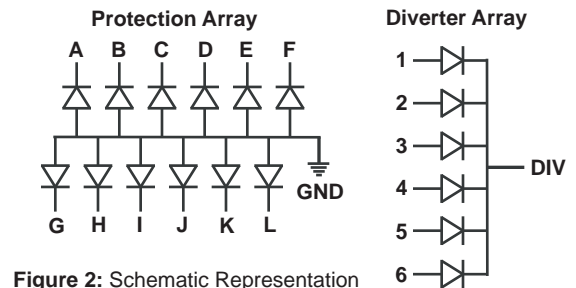 Protection Array
A B C D E F
GND
G H I J K L
Figure 2: Schematic Representation
Diverter Array
1
2
3
4
5
6
DIV